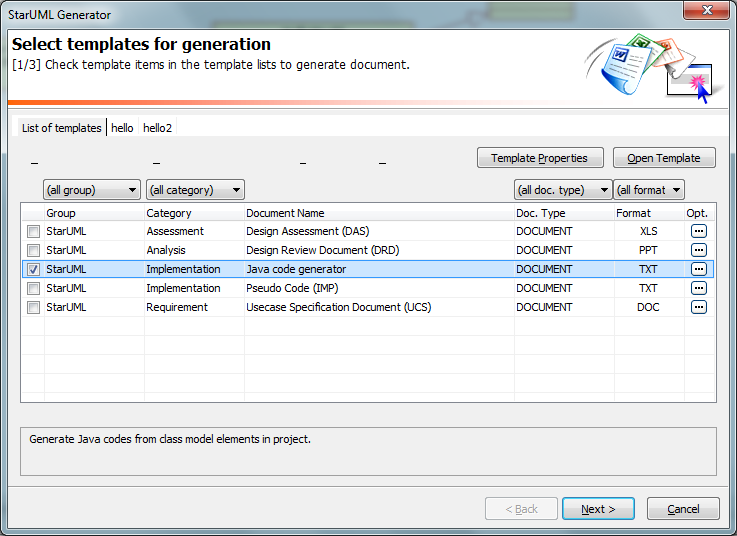 StarUML Generator
Select templates for generation
[1/3] Check template items in the template lists to generate document.
List of templates hello hello2
Template Properties Open Template
(all group) (all category) (all doc. type) (all format
Group Category Document Name Doc. Type Format Opt.
StarUML Assessment Design Assessment (DAS) DOCUMENT XLS ...
StarUML Analysis Design Review Document (DRD) DOCUMENT PPT ...
StarUML Implementation Java code generator DOCUMENT TXT ...
StarUML Implementation Pseudo Code (IMP) DOCUMENT TXT ...
StarUML Requirement Usecase Specification Document (UCS) DOCUMENT DOC ...
Generate Java codes from class model elements in project.
< Back Next > Cancel